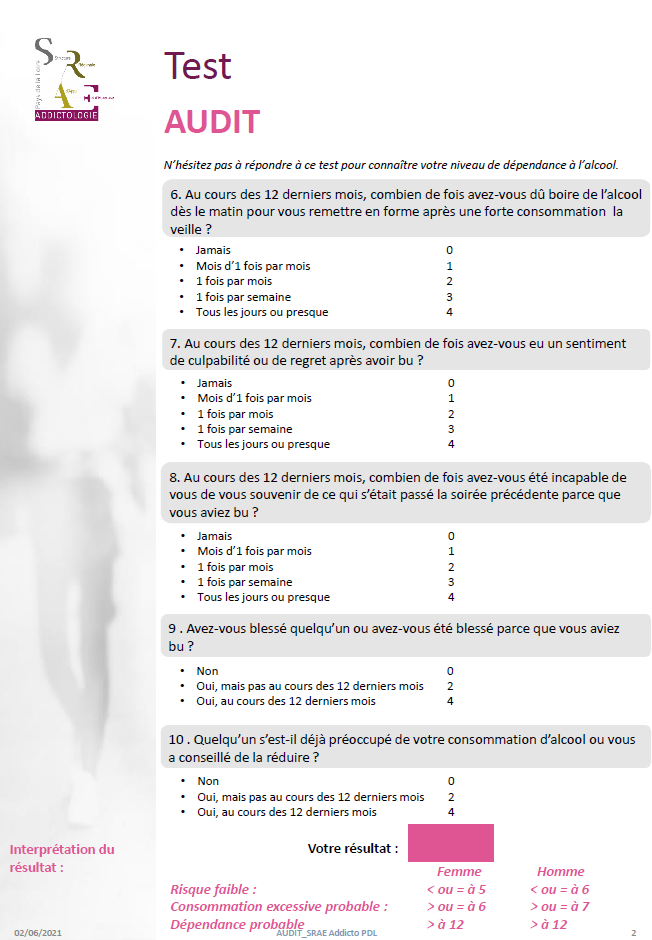 Pays de la Loire
Structure
Régionale
d'Appui
ADDICTOLOGIE
Test
AUDIT
N'hésitez pas à répondre à ce test pour connaître votre niveau de dépendance à l'alcool.
6. Au cours des 12 derniers mois, combien de fois avez-vous dû boire de l'alcool
dès le matin pour vous remettre en forme après une forte consommation la
veille ?
• Jamais 0
• Mois d'1 fois par mois 1
• 1 fois par mois 2
• 1 fois par semaine 3
• Tous les jours ou presque 4
7. Au cours des 12 derniers mois, combien de fois avez-vous eu un sentiment
de culpabilité ou de regret après avoir bu ?
• Jamais 0
• Mois d'1 fois par mois 1
• 1 fois par mois 2
• 1 fois par semaine 3
• Tous les jours ou presque 4
8. Au cours des 12 derniers mois, combien de fois avez-vous été incapable de
vous de vous souvenir de ce qui s'était passé la soirée précédente parce que
vous aviez bu ?
• Jamais 0
• Mois d'1 fois par mois 1
• 1 fois par mois 2
• 1 fois par semaine 3
• Tous les jours ou presque 4
9 . Avez-vous blessé quelqu'un ou avez-vous été blessé parce que vous aviez
bu ?
• Non 0
• Oui, mais pas au cours des 12 derniers mois 2
• Oui, au cours des 12 derniers mois 4
10 . Quelqu'un s'est-il déjà préoccupé de votre consommation d'alcool ou vous
a conseillé de la réduire ?
• Non 0
• Oui, mais pas au cours des 12 derniers mois 2
• Oui, au cours des 12 derniers mois 4
Interprétation du
résultat :
Votre résultat :
Femme Homme
Risque faible : < ou = à 5 < ou = à 6
Consommation excessive probable : > ou = à 6 > ou = à 7
Dépendance probable > à 12 > à 12
02/06/2021 AUDIT_SRAE Addicto PDL 2